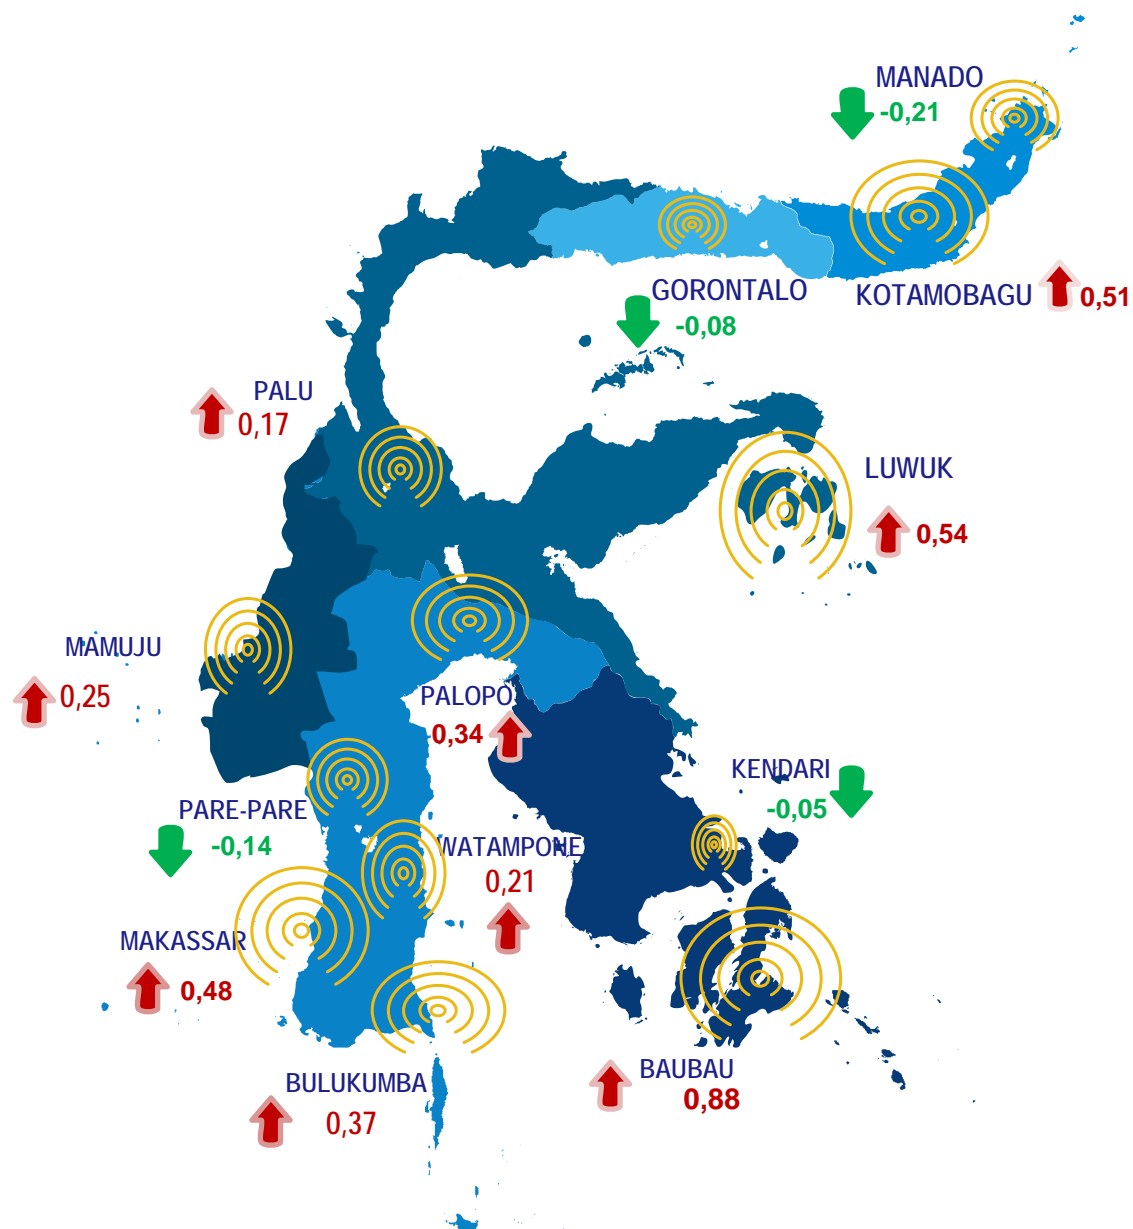 MANADO
-0,21
GORONTALO
-0,08
KOTAMOBAGU
0,51
PALU
0,17
LUWUK
0,54
MAMUJU
0,25
PALOPO
0,34
KENDARI
-0,05
PARE-PARE
-0,14
WATAMPONE
0,21
MAKASSAR
0,48
BULUKUMBA
0,37
BAUBAU
0,88